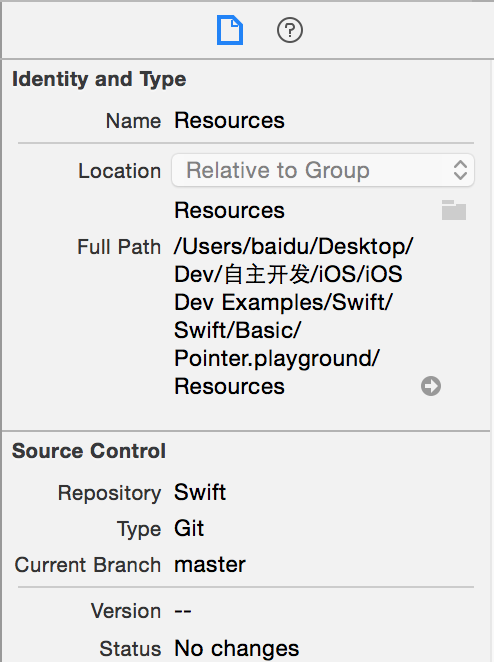 Identity and Type
Name Resources
Location Relative to Group
Resources
Full Path /Users/baidu/Desktop/
Dev/自主开发/iOS/iOS
Dev Examples/Swift/
Swift/Basic/
Pointer.playground/
Resources
Source Control
Repository Swift
Type Git
Current Branch master
Version --
Status No changes